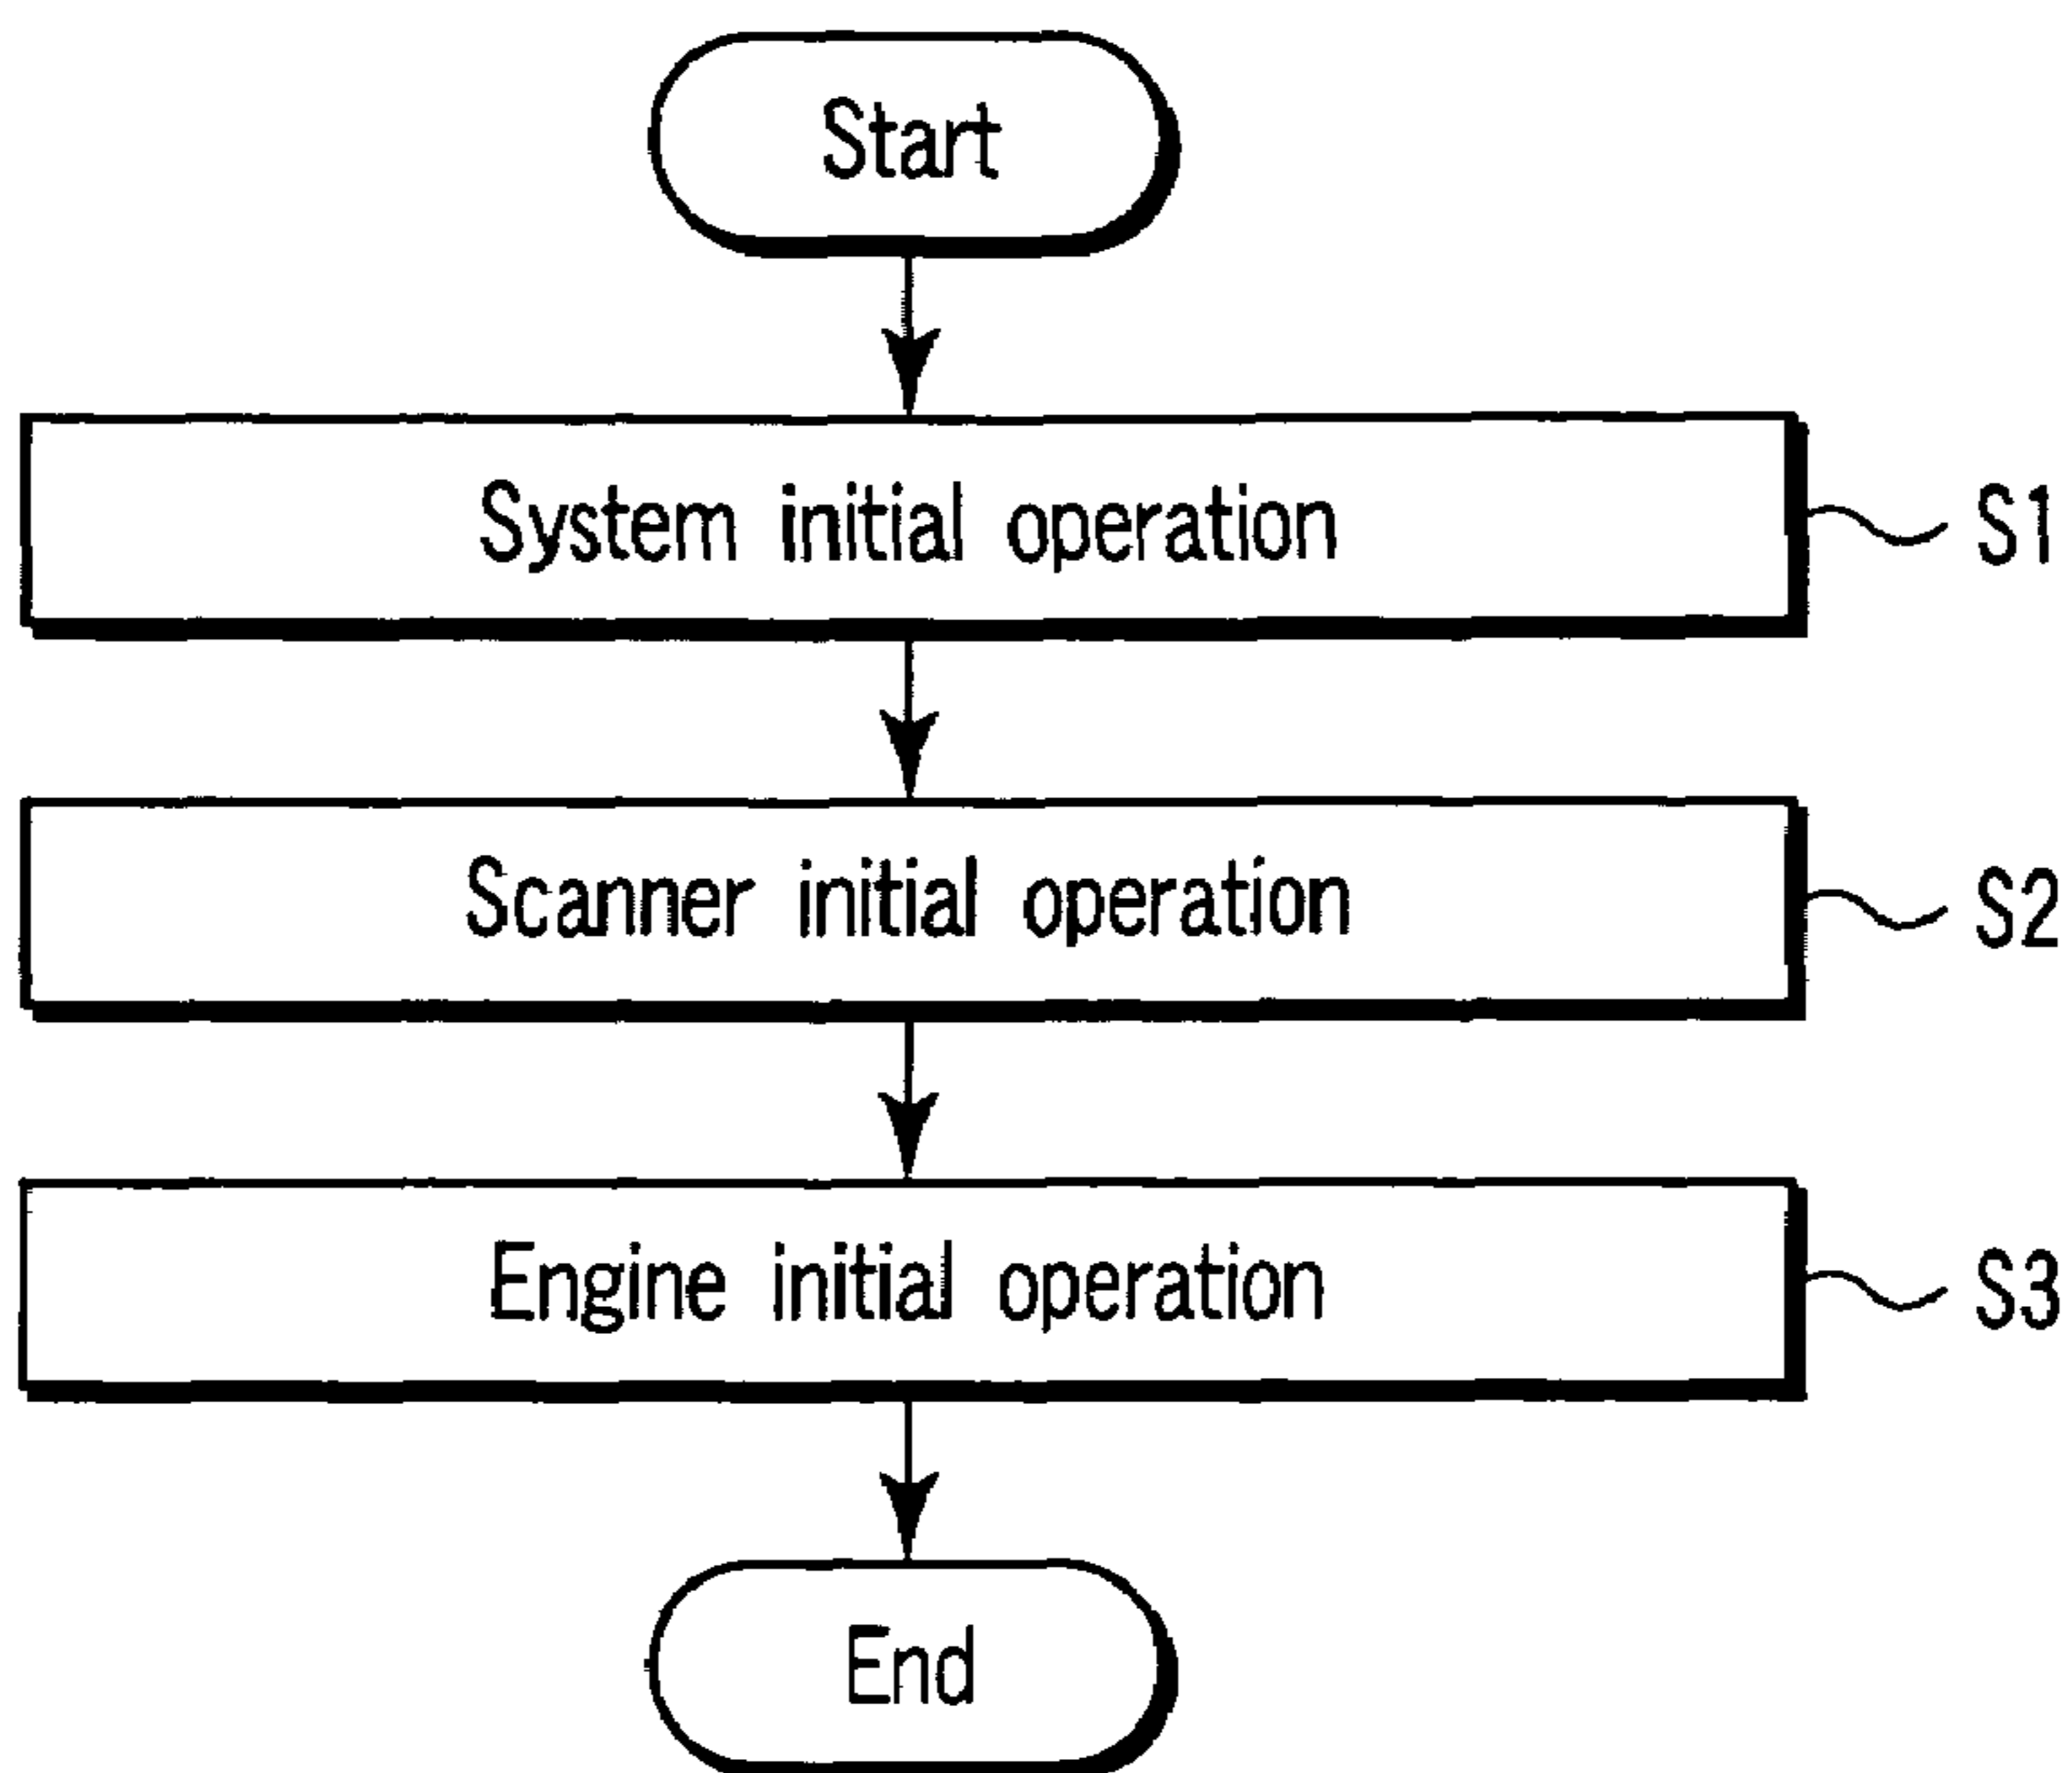 Start
System initial operation
S1
Scanner initial operation
S2
Engine initial operation
S3
End